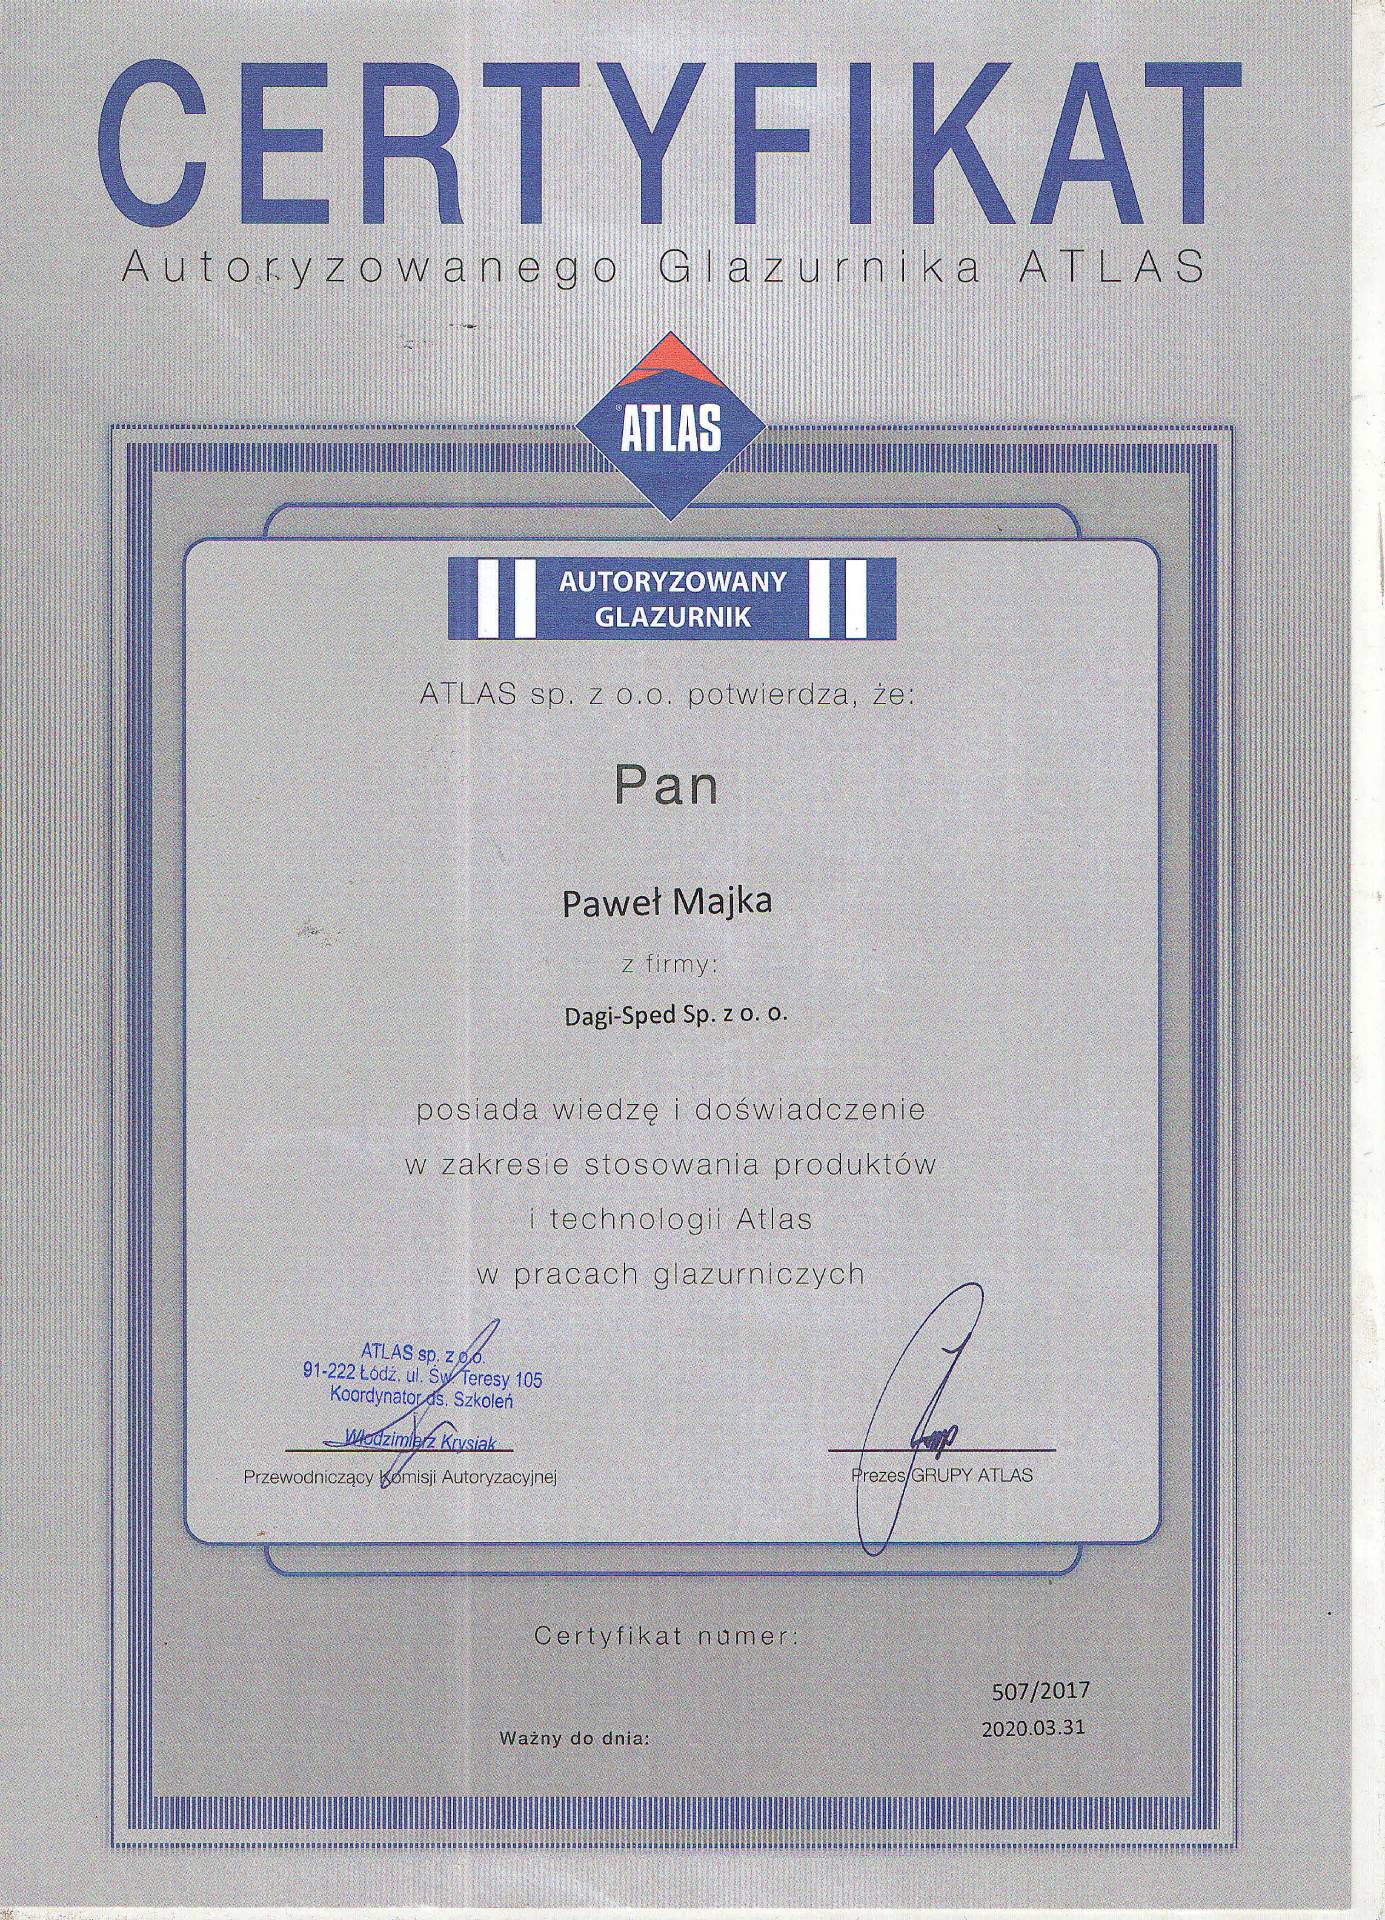 CERTYFIKAT
Autoryzowanego Glazurnika ATLAS
ATLAS
AUTORYZOWANY
GLAZURNIK
ATLAS sp. z o.o. potwierdza, że:
Pan
Paweł Majka
z firmy:
Dagi-Sped Sp. z o. o.
posiada wiedzę i doświadczenie
w zakresie stosowania produktów
i technologii Atlas
w pracach glazurniczych
ATLAS sp. z o.o.
91-222 Łódź, ul. Św. Teresy 105
Koordynator ds. Szkoleń
Włodzimierz Krysiak
Przewodniczący Komisji Autoryzacyjnej
Prezes GRUPY ATLAS
Certyfikat numer:
507/2017
Ważny do dnia:
2020.03.31